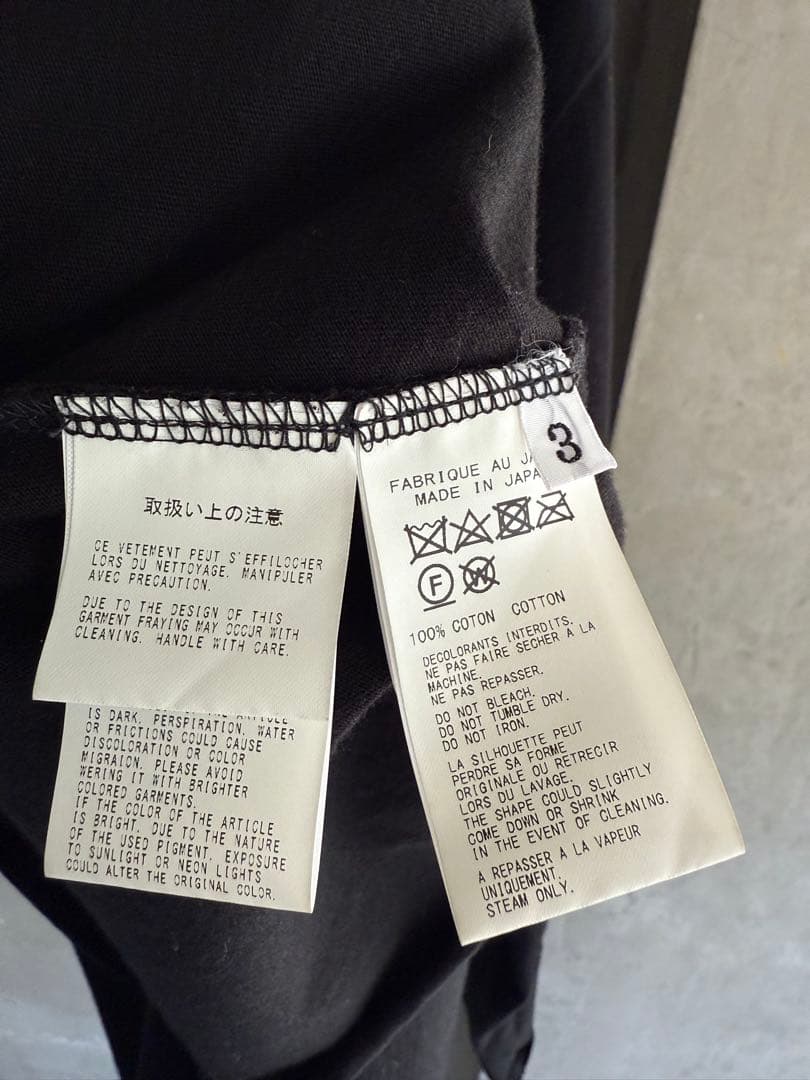 取扱い上の注意
CE VETEMENT PEUT S'EFFILOCHER
LORS DU NETTOYAGE. MANIPULER
AVEC PRECAUTION.
DUE TO THE DESIGN OF THIS
GARMENT FRAYING MAY OCCUR WITH
CLEANING. HANDLE WITH CARE.
IS DARK, PERSPIRATION, WATER
OR FRICTIONS COULD CAUSE
DISCOLORATION OR COLOR
MIGRAION. PLEASE AVOID
WERING IT WITH BRIGHTER
COLORED GARMENTS.
IF THE COLOR OF THE ARTICLE
IS BRIGHT, DUE TO THE NATURE
OF THE USED PIGMENT, EXPOSURE
TO SUNLIGHT OR NEON LIGHTS
COULD ALTER THE ORIGINAL COLOR.
3
FABRIQUE AU JA
MADE IN JAPA
F W
100% COTON COTTON
DECOLORANTS INTERDITS.
NE PAS FAIRE SECHER A LA
MACHINE.
NE PAS REPASSER.
DO NOT BLEACH.
DO NOT TUMBLE DRY.
DO NOT IRON.
LA SILHOUETTE PEUT
PERDRE SA FORME
ORIGINALE OU RETRECIR
LORS DU LAVAGE.
THE SHAPE COULD SLIGHTLY
COME DOWN OR SHRINK
IN THE EVENT OF CLEANING.
A REPASSER A LA VAPEUR
UNIQUEMENT.
STEAM ONLY.